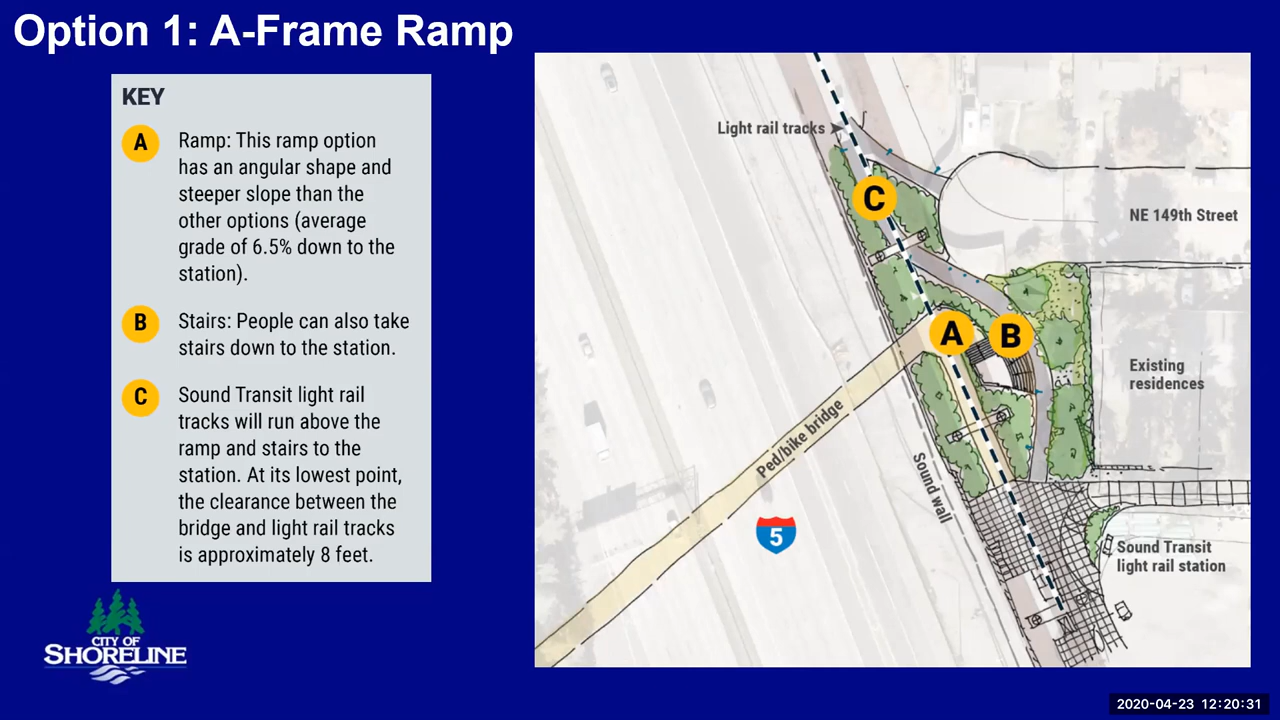 Option 1: A-Frame Ramp
KEY
A
Ramp: This ramp option
has an angular shape and
steeper slope than the
other options (average
grade of 6.5% down to the
station).
B
Stairs: People can also take
stairs down to the station.
C
Sound Transit light rail
tracks will run above the
ramp and stairs to the
station. At its lowest point,
the clearance between the
bridge and light rail tracks
is approximately 8 feet.
CITY OF
SHORELINE
Light rail tracks
C
NE 149th Street
A
B
Existing
residences
Ped/bike bridge
Sound wall
5
Sound Transit
light rail station
2020-04-23 12:20:31